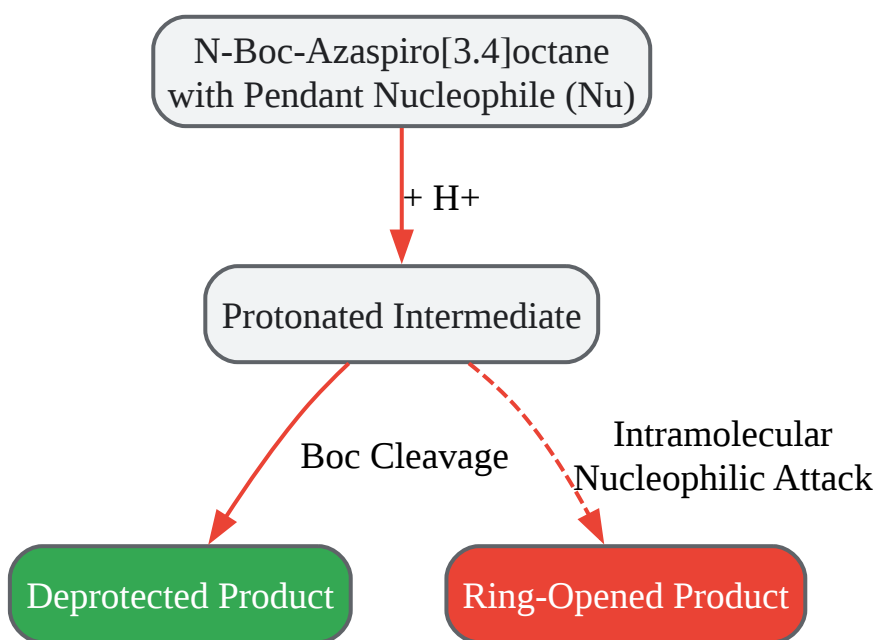 N-Boc-Azaspiro[3.4]octane
with Pendant Nucleophile (Nu)
+ H+
Protonated Intermediate
Boc Cleavage
Intramolecular
Nucleophilic Attack
Deprotected Product
Ring-Opened Product